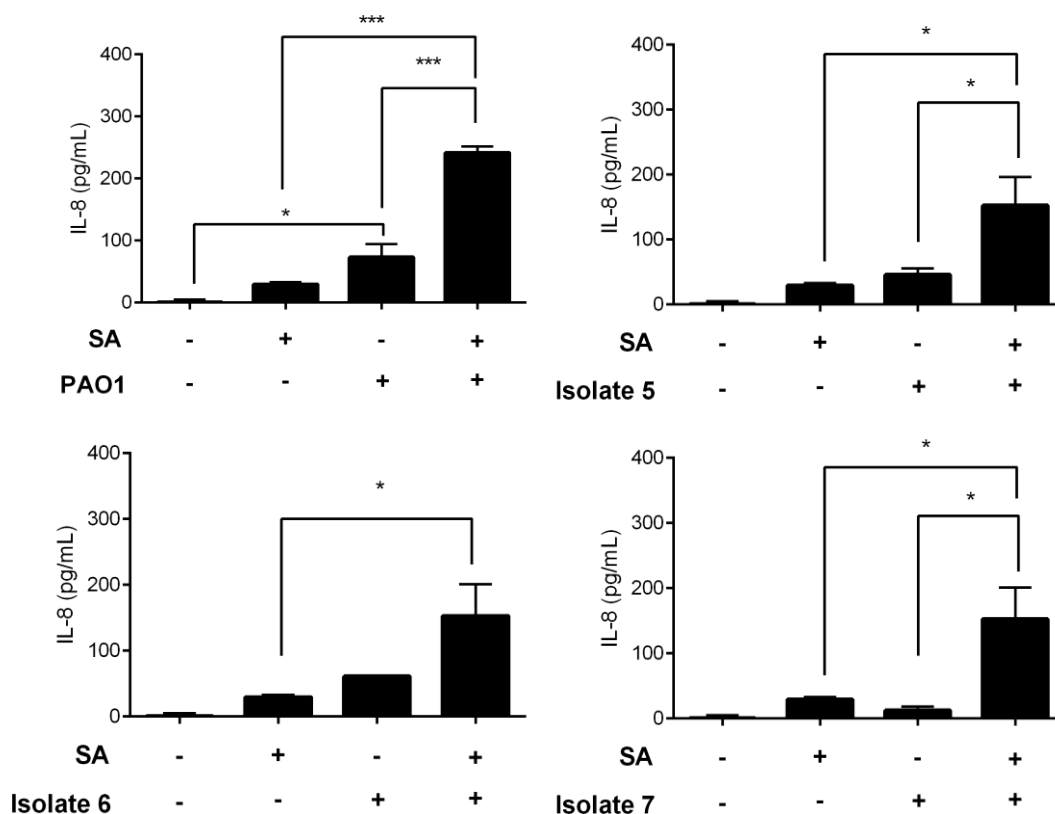 ***
400
***
300
IL-8 (pg/mL)
200
*
100
0
SA - + - +
PAO1 - - + +
*
400
*
300
IL-8 (pg/mL)
200
100
0
SA - + - +
Isolate 5 - - + +
400
*
300
IL-8 (pg/mL)
200
100
0
SA - + - +
Isolate 6 - - + +
400
*
*
300
IL-8 (pg/mL)
200
100
0
SA - + - +
Isolate 7 - - + +